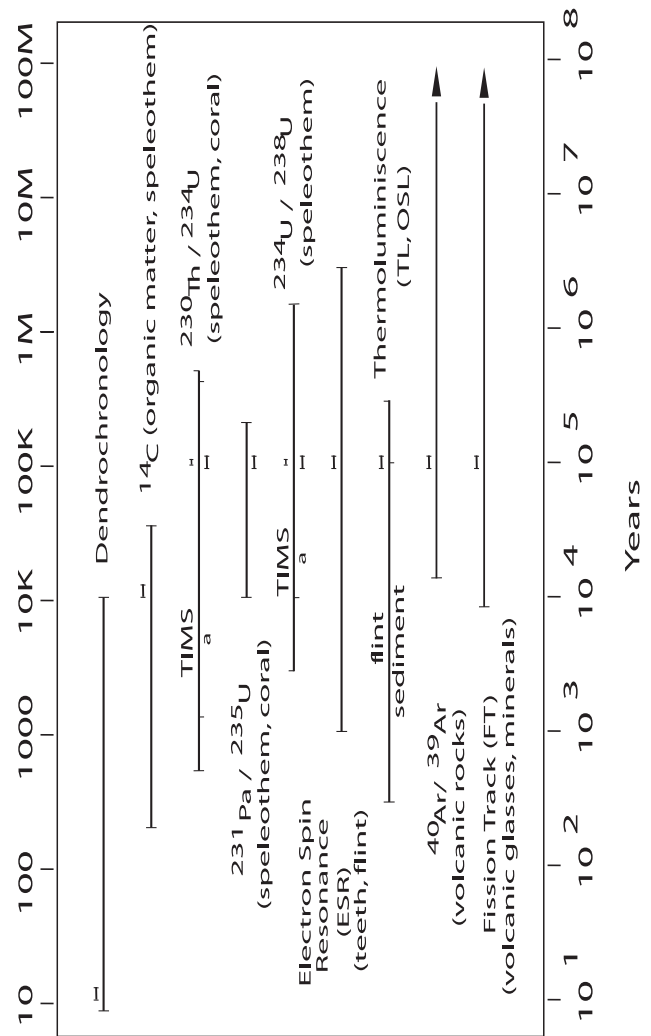 10 100 1000 10K 100K 1M 10M 100M
Dendrochronology
14C (organic matter, speleothem)
230Th / 234U
(speleothem, coral)
TIMS
a
231Pa / 235U
(speleothem, coral)
234U / 238U
(speleothem)
TIMS
a
Electron Spin
Resonance
(ESR)
(teeth, flint)
Thermoluminiscence
(TL, OSL)
flint
sediment
40Ar/ 39Ar
(volcanic rocks)
Fission Track (FT)
(volcanic glasses, minerals)
10 1 10 2 10 3 10 4 10 5 10 6 10 7 10 8
Years